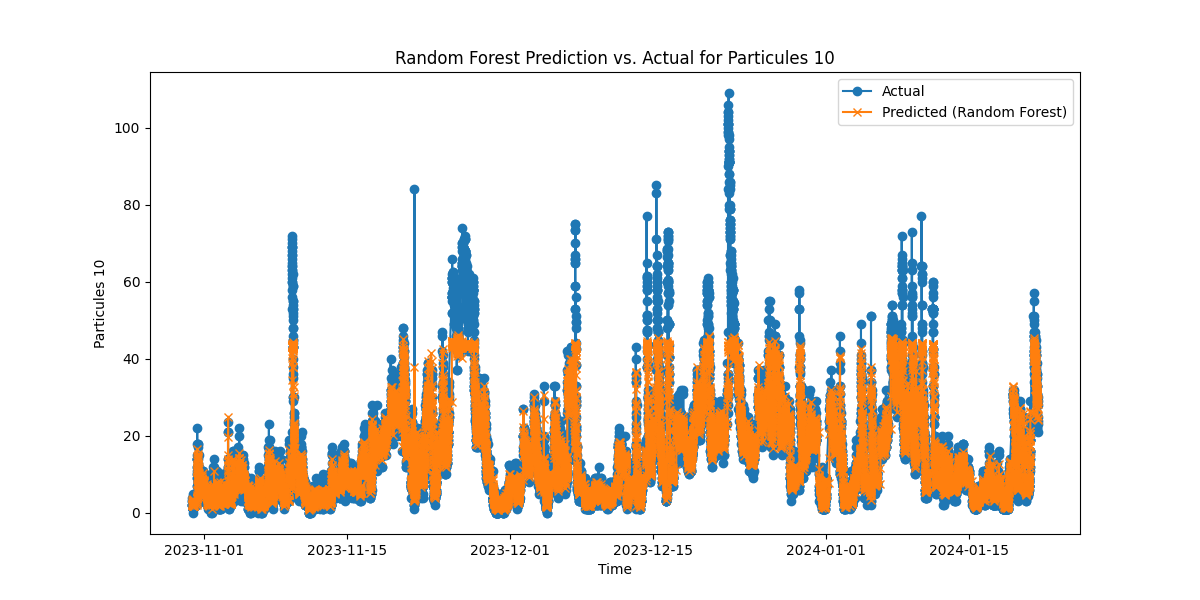 Random Forest Prediction vs. Actual for Particules 10
Actual
Predicted (Random Forest)
Particules 10
100
80
60
40
20
0
2023-11-01 2023-11-15 2023-12-01 2023-12-15 2024-01-01 2024-01-15
Time